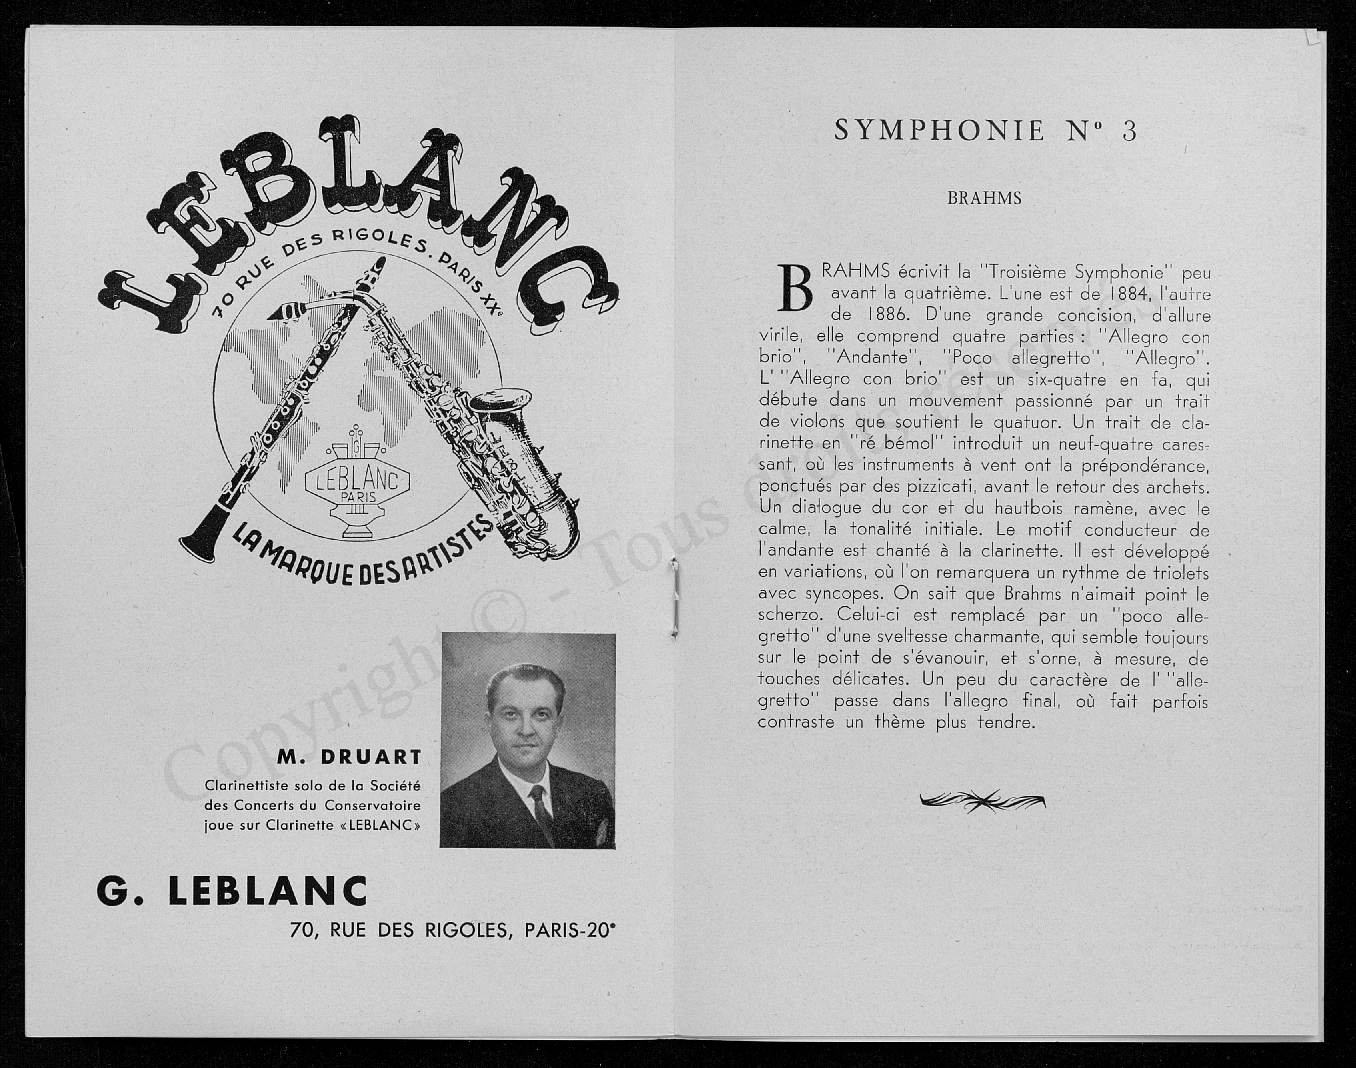 LEBLANC
70 RUE DES RIGOLES. PARIS XXe
LEBLANC
PARIS
LA MARQUE DES ARTISTES
M. DRUART
Clarinettiste solo de la Société
des Concerts du Conservatoire
joue sur Clarinette «LEBLANC»
G. LEBLANC
70, RUE DES RIGOLES, PARIS-20e
SYMPHONIE Nº 3
BRAHMS
BRAHMS écrivit la "Troisième Symphonie" peu
avant la quatrième. L'une est de 1884, l'autre
de 1886. D'une grande concision, d'allure
virile, elle comprend quatre parties : "Allegro con
brio", "Andante", "Poco allegretto", "Allegro".
L' "Allegro con brio" est un six-quatre en fa, qui
débute dans un mouvement passionné par un trait
de violons que soutient le quatuor. Un trait de cla-
rinette en "ré bémol" introduit un neuf-quatre cares-
sant, où les instruments à vent ont la prépondérance,
ponctués par des pizzicati, avant le retour des archets.
Un dialogue du cor et du hautbois ramène, avec le
calme, la tonalité initiale. Le motif conducteur de
l'andante est chanté à la clarinette. Il est développé
en variations, où l'on remarquera un rythme de triolets
avec syncopes. On sait que Brahms n'aimait point le
scherzo. Celui-ci est remplacé par un "poco alle-
gretto" d'une sveltesse charmante, qui semble toujours
sur le point de s'évanouir, et s'orne, à mesure, de
touches délicates. Un peu du caractère de l' "alle-
gretto" passe dans l'allegro final, où fait parfois
contraste un thème plus tendre.
Copyright © - Tous droits réservés